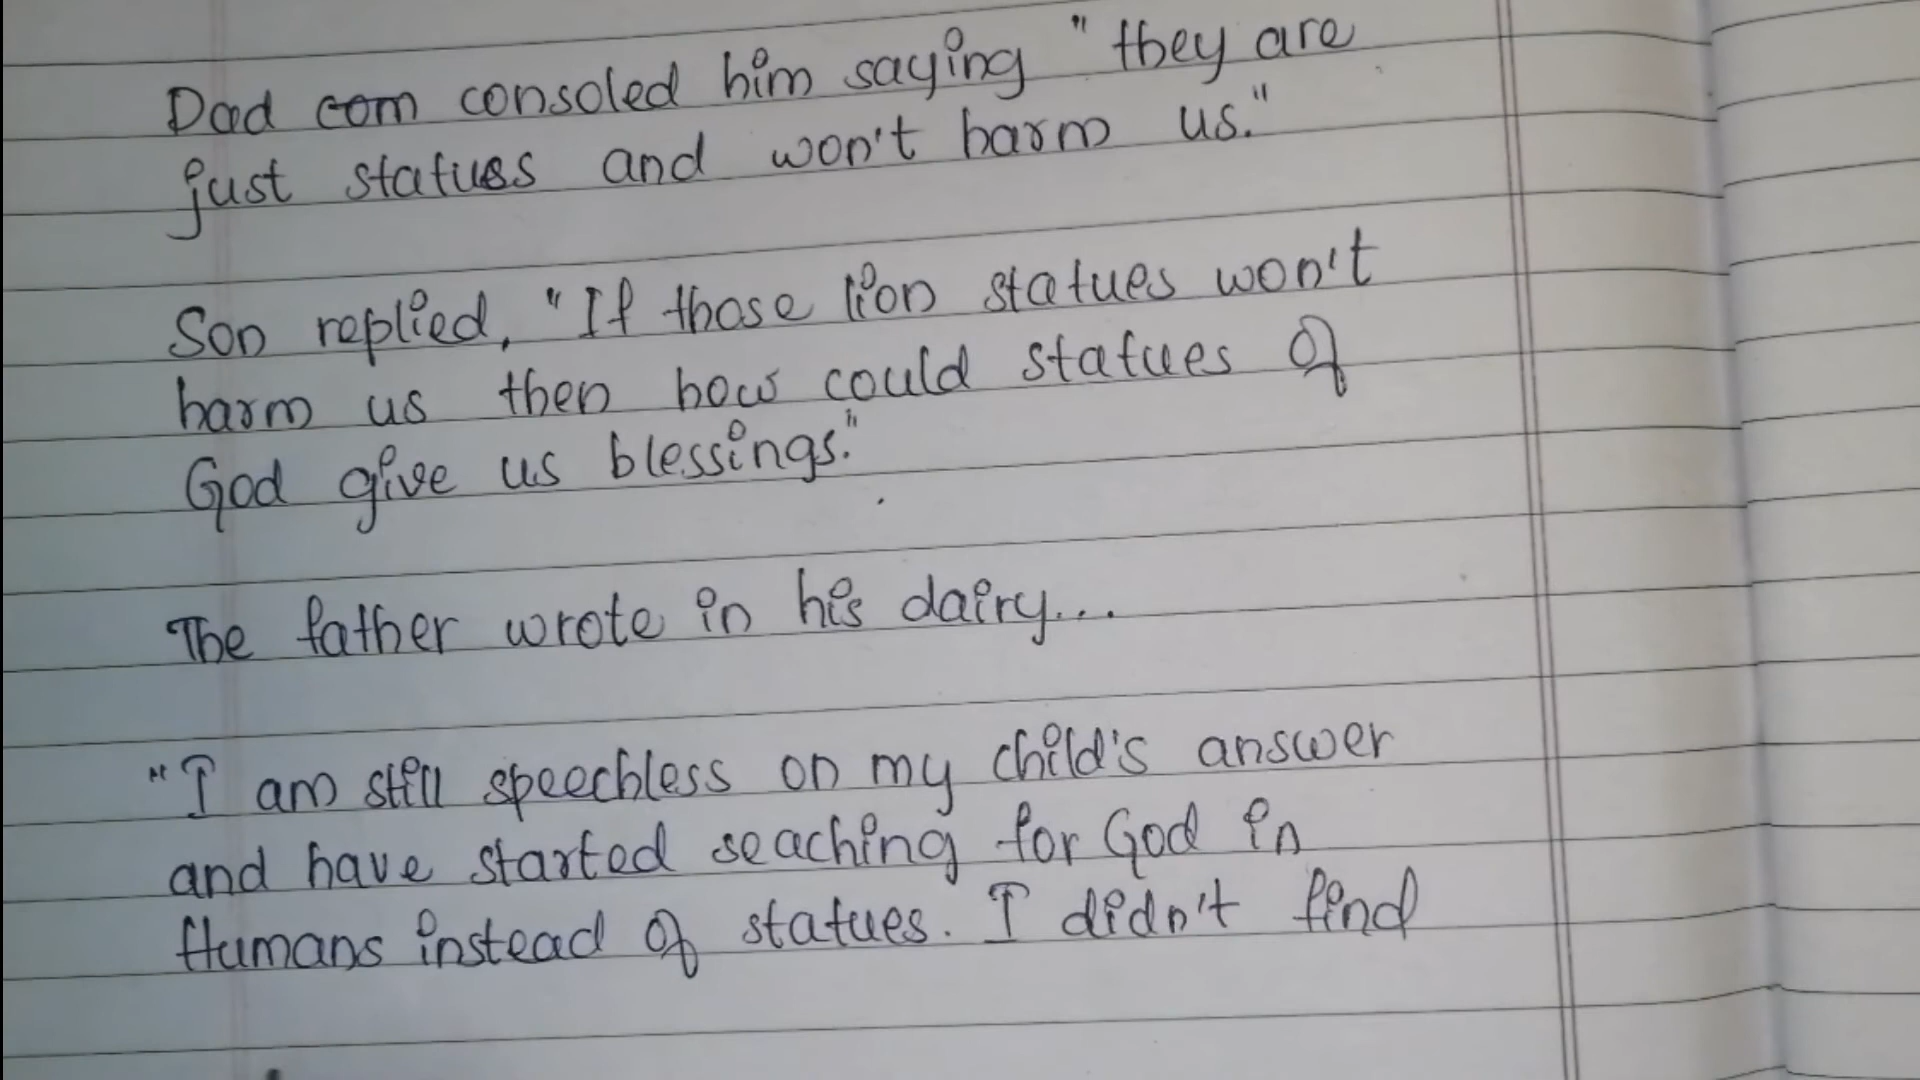 Dad com consoled him saying "they are
just statues and won't harm us."
Son replied, "If those lion statues won't
harm us then how could statues of
God give us blessings."
The father wrote in his dairy...
"I am still speechless on my child's answer
and have started seaching for God in
Humans instead of statues. I didn't find